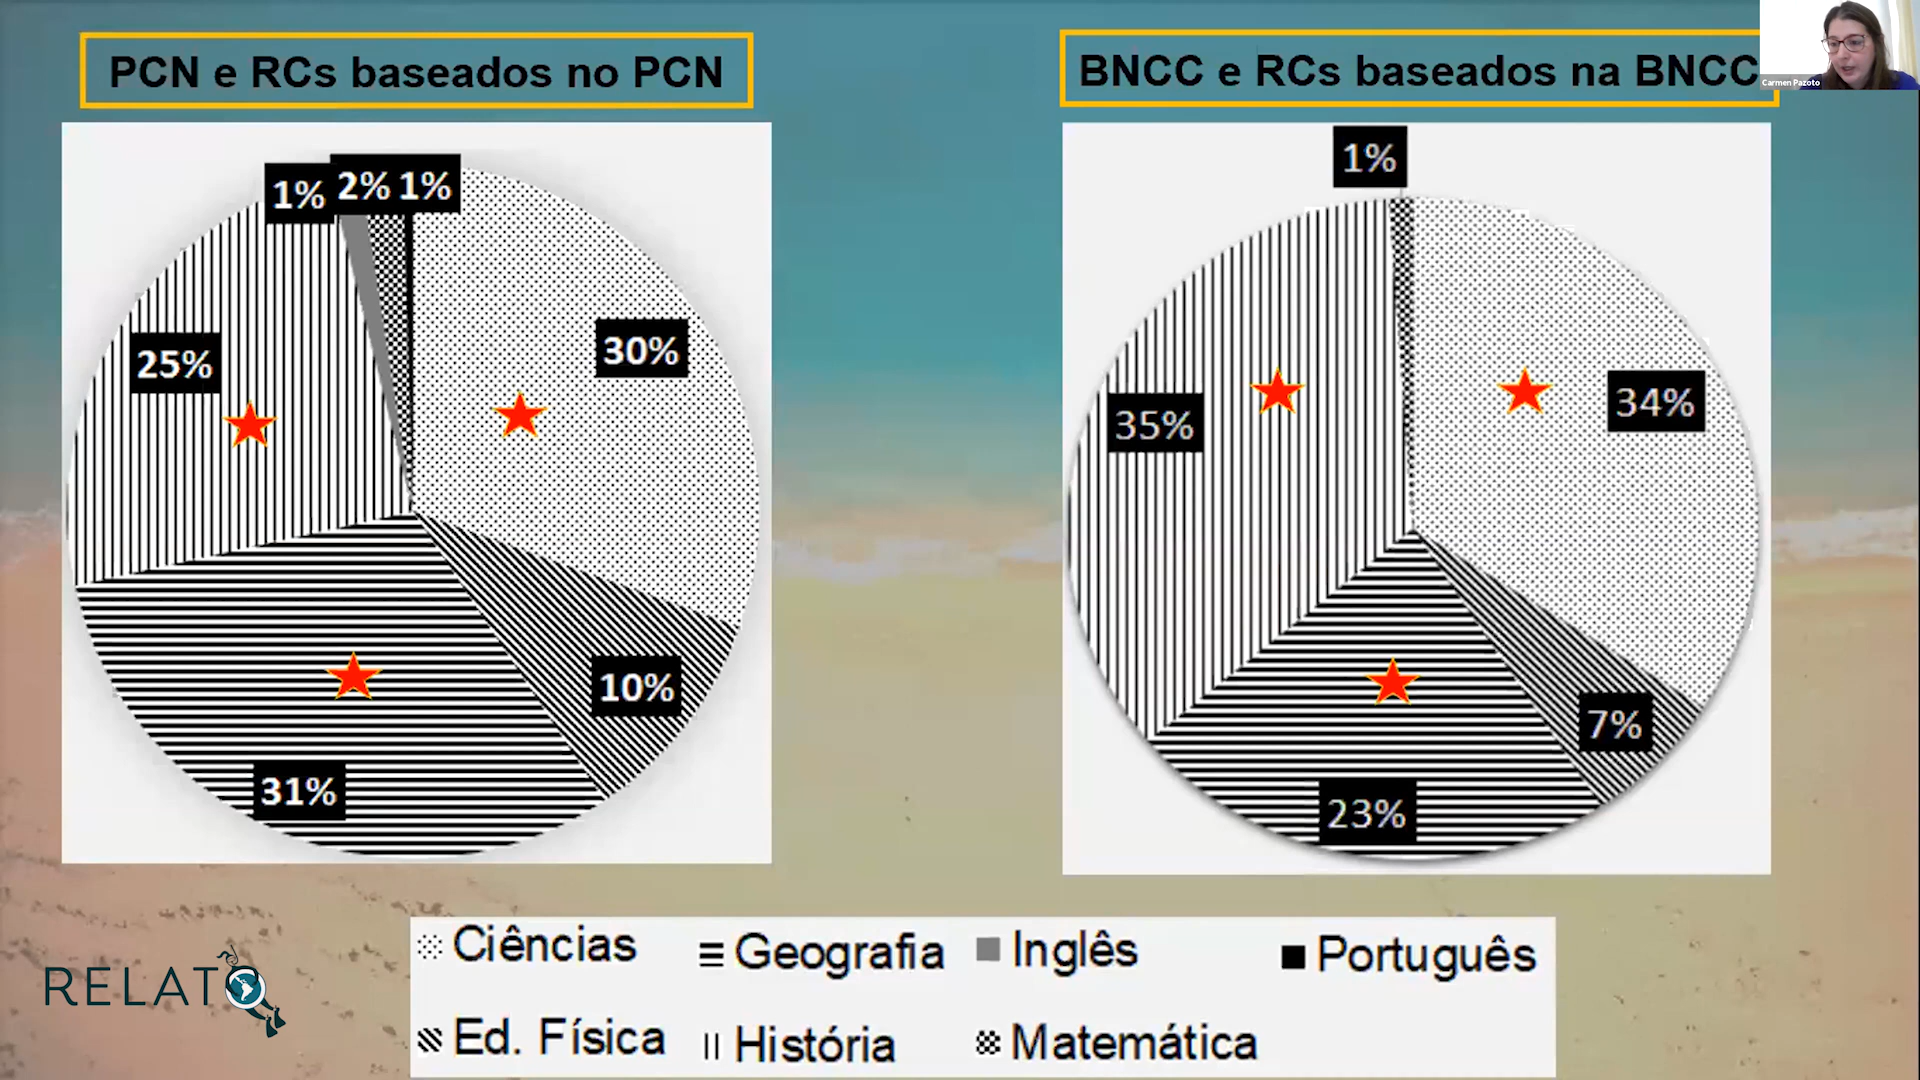 PCN e RCs baseados no PCN
BNCC e RCs baseados na BNCC
Carmen Pazoto
1% 2% 1%
25%
30%
10%
31%
1%
35%
34%
7%
23%
Ciências
Geografia
Inglês
Português
Ed. Física
História
Matemática
RELATO